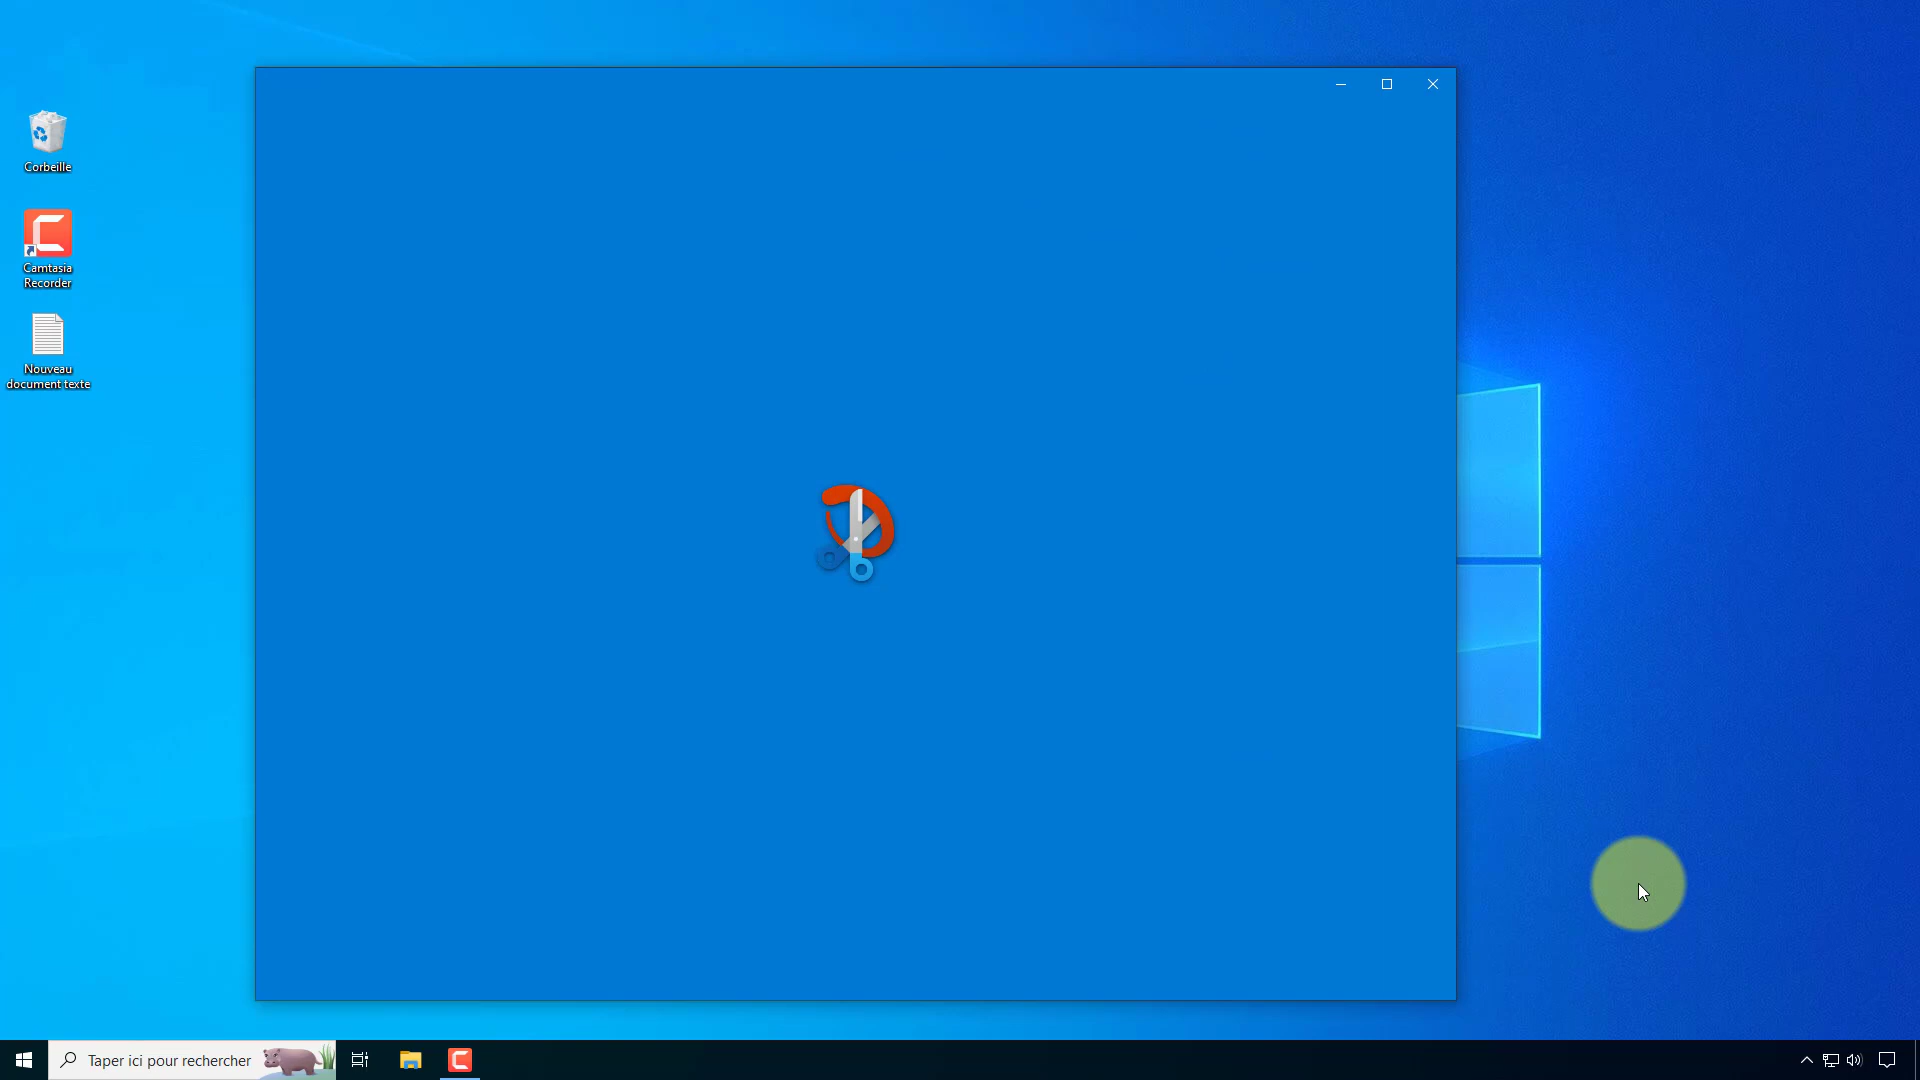 Corbeille
Camtasia
Recorder
Nouveau
document texte
Taper ici pour rechercher